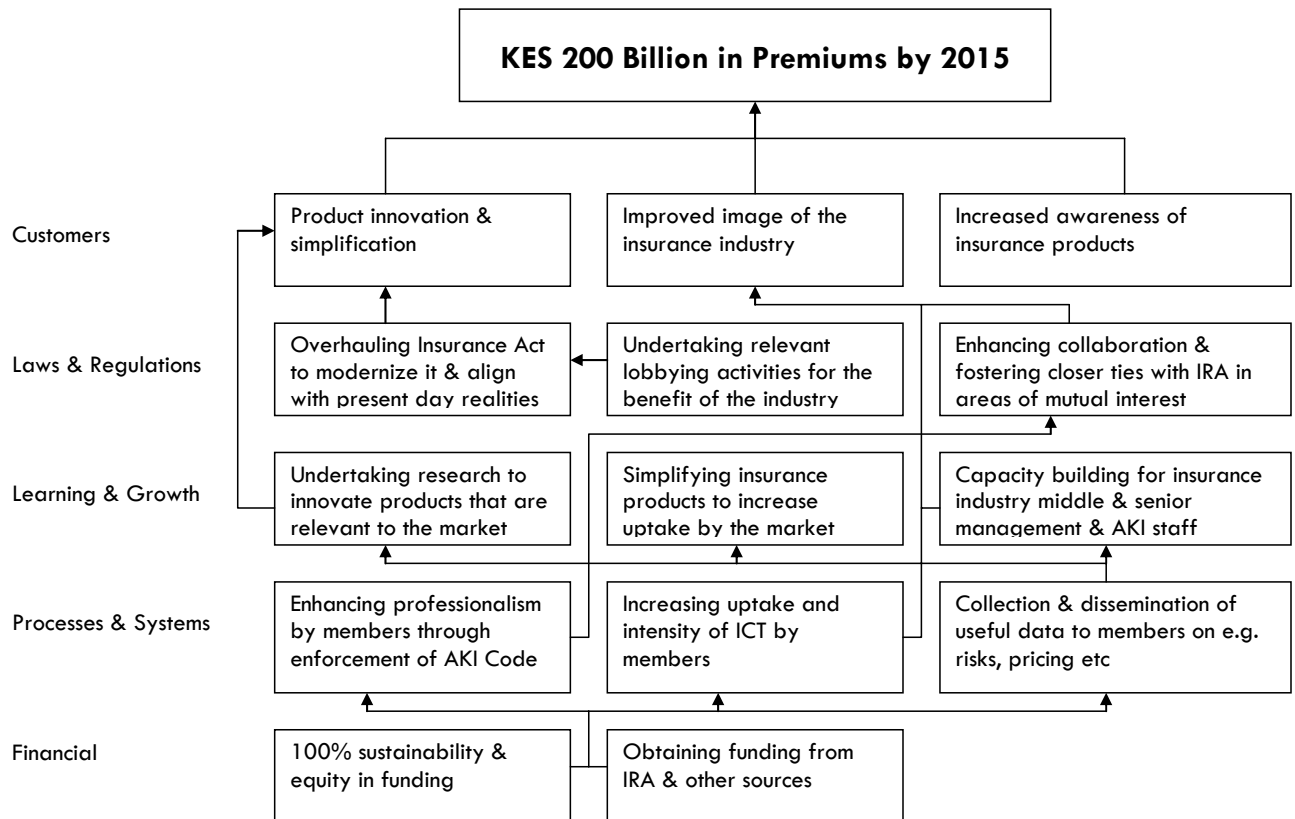 KES 200 Billion in Premiums by 2015
Customers
Product innovation &
simplification
Improved image of the
insurance industry
Increased awareness of
insurance products
Laws & Regulations
Overhauling Insurance Act
to modernize it & align
with present day realities
Undertaking relevant
lobbying activities for the
benefit of the industry
Enhancing collaboration &
fostering closer ties with IRA in
areas of mutual interest
Learning & Growth
Undertaking research to
innovate products that are
relevant to the market
Simplifying insurance
products to increase
uptake by the market
Capacity building for insurance
industry middle & senior
management & AKI staff
Processes & Systems
Enhancing professionalism
by members through
enforcement of AKI Code
Increasing uptake and
intensity of ICT by
members
Collection & dissemination of
useful data to members on e.g.
risks, pricing etc
Financial
100% sustainability &
equity in funding
Obtaining funding from
IRA & other sources